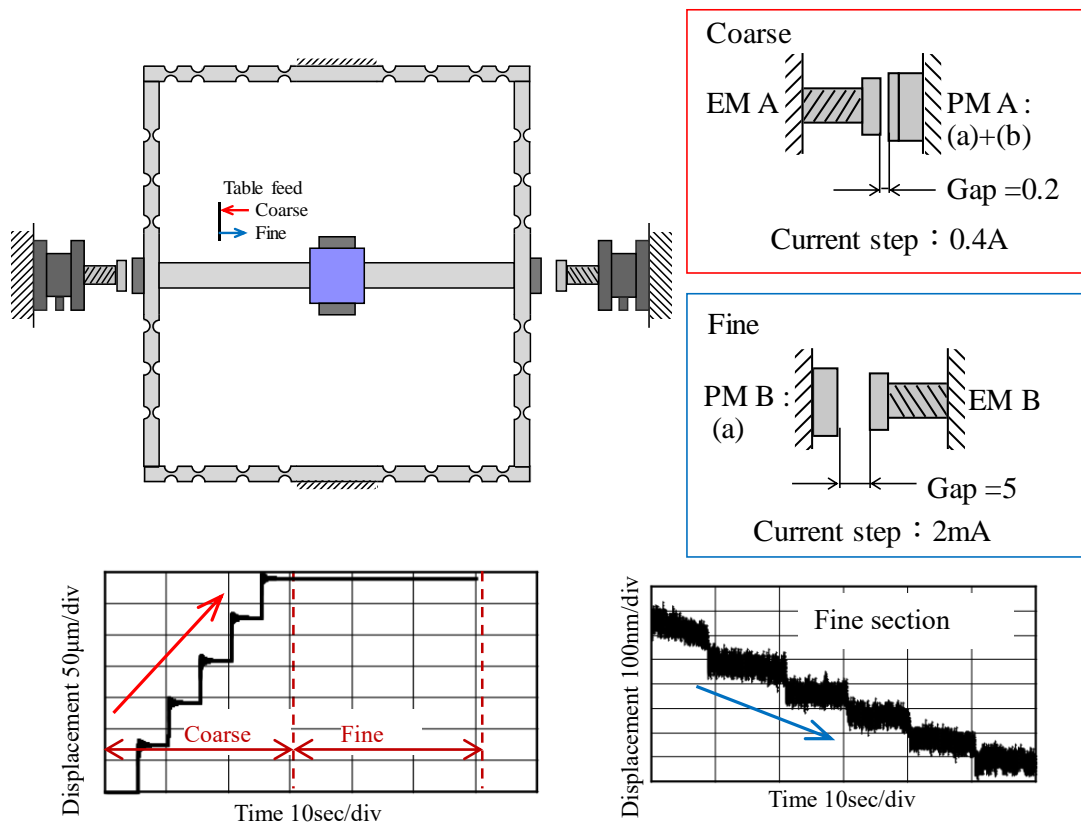 Table feed
Coarse
Fine
Coarse
EM A
PM A :
(a)+(b)
Gap =0.2
Current step：0.4A
Fine
PM B :
(a)
EM B
Gap =5
Current step：2mA
Displacement 50μm/div
Coarse
Fine
Time 10sec/div
Displacement 100nm/div
Fine section
Time 10sec/div